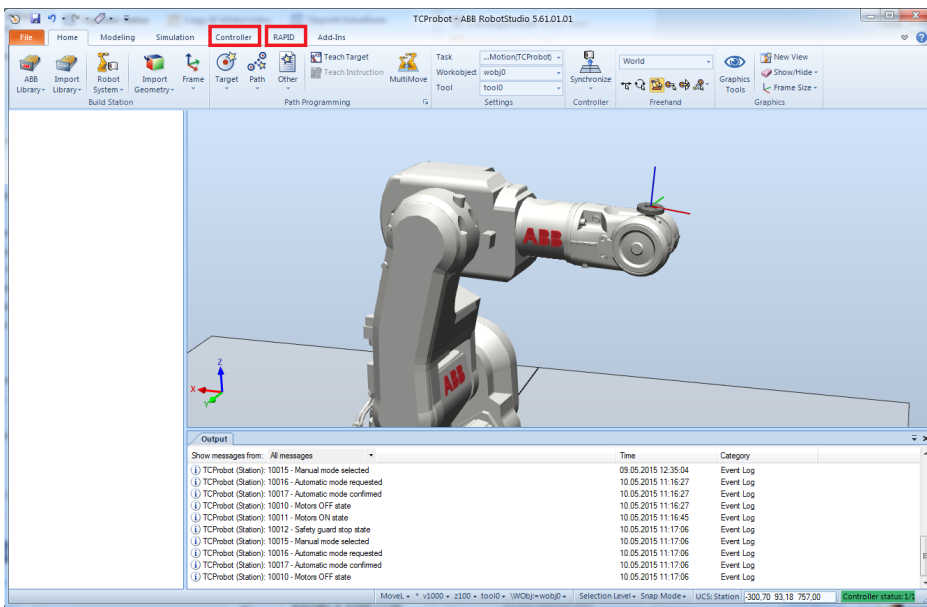 TCProbot - ABB RobotStudio 5.61.01.01
File Home Modeling Simulation Controller RAPID Add-Ins
ABB Library
Import Library
Robot System
Import Geometry
Build Station
Frame
Target
Path
Other
Teach Target
Teach Instruction
MultiMove
Path Programming
Task ...Motion(TCProbot)
Workobject wobj0
Tool tool0
Settings
Synchronize
Controller
World
Freehand
Graphics Tools
New View
Show/Hide
Frame Size
Graphics
ABB
ABB
Z
X
Y
Output
Show messages from: All messages Time Category
TCProbot (Station): 10015 - Manual mode selected 09.05.2015 12:35:04 Event Log
TCProbot (Station): 10016 - Automatic mode requested 10.05.2015 11:16:27 Event Log
TCProbot (Station): 10017 - Automatic mode confirmed 10.05.2015 11:16:27 Event Log
TCProbot (Station): 10010 - Motors OFF state 10.05.2015 11:16:27 Event Log
TCProbot (Station): 10011 - Motors ON state 10.05.2015 11:16:45 Event Log
TCProbot (Station): 10012 - Safety guard stop state 10.05.2015 11:17:06 Event Log
TCProbot (Station): 10015 - Manual mode selected 10.05.2015 11:17:06 Event Log
TCProbot (Station): 10016 - Automatic mode requested 10.05.2015 11:17:06 Event Log
TCProbot (Station): 10017 - Automatic mode confirmed 10.05.2015 11:17:06 Event Log
TCProbot (Station): 10010 - Motors OFF state 10.05.2015 11:17:06 Event Log
MoveL * v1000 z100 tool0 \WObj:=wobj0 Selection Level Snap Mode UCS: Station -300,70 93,18 757,00 Controller status: 1/1